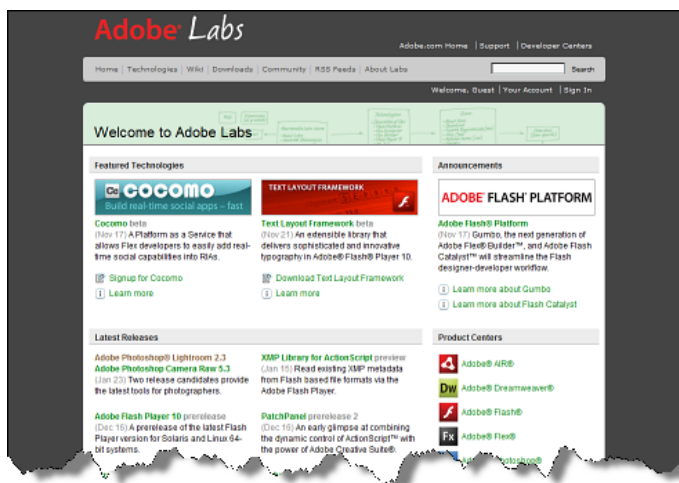 Adobe® Labs
Adobe.com Home | Support | Developer Centers
Home | Technologies | Wiki | Downloads | Community | RSS Feeds | About Labs
Search
Welcome, Guest | Your Account | Sign In
Welcome to Adobe Labs
Featured Technologies
Cc COCOMO
Build real-time social apps – fast
Cocomo beta
(Nov 17) A Platform as a Service that
allows Flex developers to easily add real-
time social capabilities into RIAs.
Signup for Cocomo
Learn more
TEXT LAYOUT FRAMEWORK
Text Layout Framework beta
(Nov 21) An extensible library that
delivers sophisticated and innovative
typography in Adobe® Flash® Player 10.
Download Text Layout Framework
Learn more
Announcements
ADOBE® FLASH® PLATFORM
Adobe Flash® Platform
(Nov 17) Gumbo, the next generation of
Adobe Flex® Builder™, and Adobe Flash
Catalyst™ will streamline the Flash
designer-developer workflow.
Learn more about Gumbo
Learn more about Flash Catalyst
Latest Releases
Adobe Photoshop® Lightroom 2.3
Adobe Photoshop Camera Raw 5.3
(Jan 23) Two release candidates provide
the latest tools for photographers.
Adobe Flash Player 10 prerelease
(Dec 16) A prerelease of the latest Flash
Player version for Solaris and Linux 64-
bit systems.
XMP Library for ActionScript preview
(Jan 15) Read existing XMP metadata
from Flash based file formats via the
Adobe Flash Player.
PatchPanel prerelease 2
(Dec 16) An early glimpse at combining
the dynamic control of ActionScript™ with
the power of Adobe Creative Suite®.
Product Centers
Adobe® AIR®
Dw Adobe® Dreamweaver®
Adobe® Flash®
Fx Adobe® Flex®